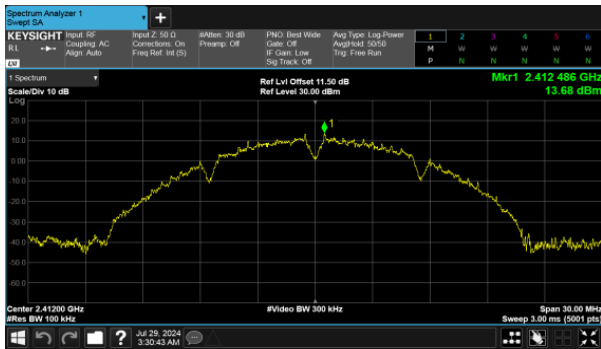 Spectrum Analyzer 1
Swept SA
+
KEYSIGHT
RL
Input: RF
Coupling: AC
Align: Auto
Input Z: 50 Ω
Corrections: On
Freq Ref: Int (S)
#Atten: 30 dB
Preamp: Off
PNO: Best Wide
Gate: Off
IF Gain: Low
Sig Track: Off
Avg Type: Log-Power
Avg|Hold: 50/50
Trig: Free Run
1 2 3 4 5 6
M W W W W W
P N N N N N
1 Spectrum
Scale/Div 10 dB
Log
Ref Lvl Offset 11.50 dB
Ref Level 30.00 dBm
Mkr1 2.412 486 GHz
13.68 dBm
1
20.0
10.0
0.00
-10.0
-20.0
-30.0
-40.0
-50.0
-60.0
Center 2.41200 GHz
#Res BW 100 kHz
#Video BW 300 kHz
Span 30.00 MHz
Sweep 3.00 ms (5001 pts)
?
Jul 29, 2024
3:30:43 AM